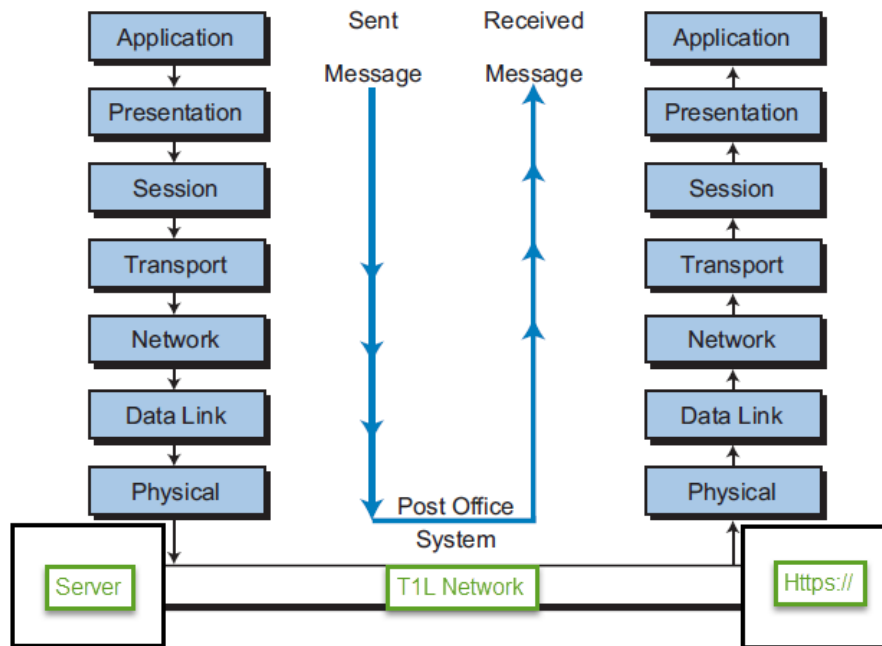 Application
Presentation
Session
Transport
Network
Data Link
Physical
Server
Sent
Message
Received
Message
Post Office
System
T1L Network
Application
Presentation
Session
Transport
Network
Data Link
Physical
Https://